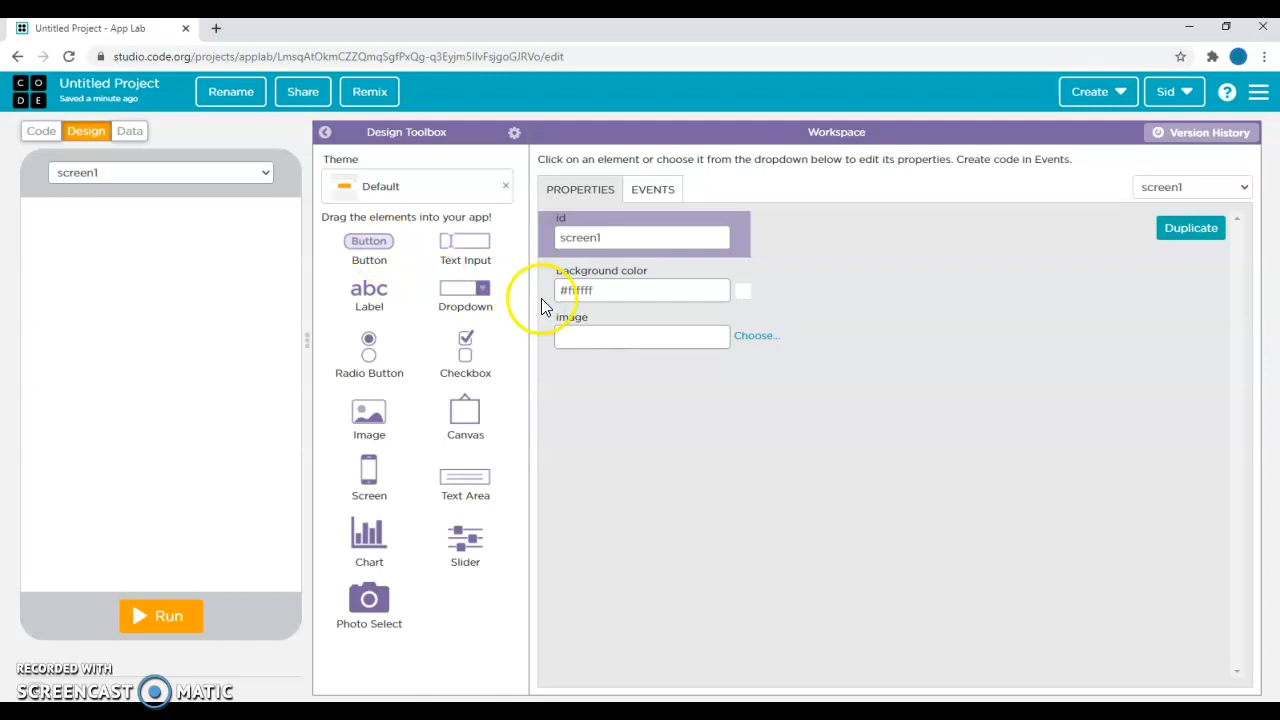 Untitled Project - App Lab
studio.code.org/projects/applab/LmsqAtOkmCZZQmqSgfPxQg-q3Eyjm5IlvFsjgoGJRVo/edit
C O D E
Untitled Project
Saved a minute ago
Rename
Share
Remix
Create
Sid
?
Code
Design
Data
Design Toolbox
Workspace
Version History
screen1
Theme
Default
Drag the elements into your app!
Button
Button
Text Input
abc
Label
Dropdown
Radio Button
Checkbox
Image
Canvas
Screen
Text Area
Chart
Slider
Photo Select
Click on an element or choose it from the dropdown below to edit its properties. Create code in Events.
PROPERTIES
EVENTS
screen1
id
screen1
Duplicate
background color
#ffffff
image
Choose...
Run
RECORDED WITH
SCREENCAST MATIC